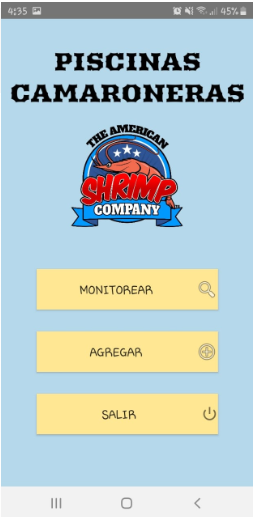 4:35 45%
PISCINAS
CAMARONERAS
THE AMERICAN
SHRIMP
COMPANY
MONITOREAR
AGREGAR
SALIR